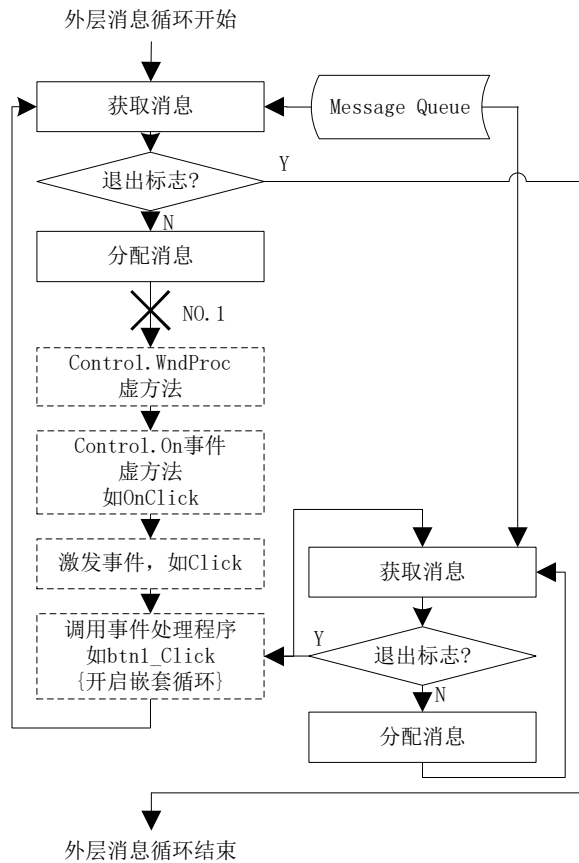 外层消息循环开始
获取消息
Message Queue
退出标志?
Y
N
分配消息
NO.1
Control.WndProc
虚方法
Control.On事件
虚方法
如OnClick
激发事件，如Click
获取消息
调用事件处理程序
如btn1_Click
{开启嵌套循环}
Y
退出标志?
N
分配消息
外层消息循环结束